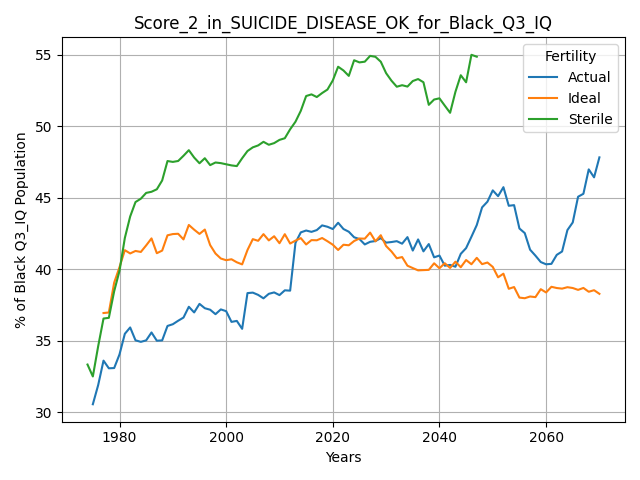 Score_2_in_SUICIDE_DISEASE_OK_for_Black_Q3_IQ
% of Black Q3_IQ Population
55
50
45
40
35
30
Fertility
Actual
Ideal
Sterile
1980
2000
2020
2040
2060
Years